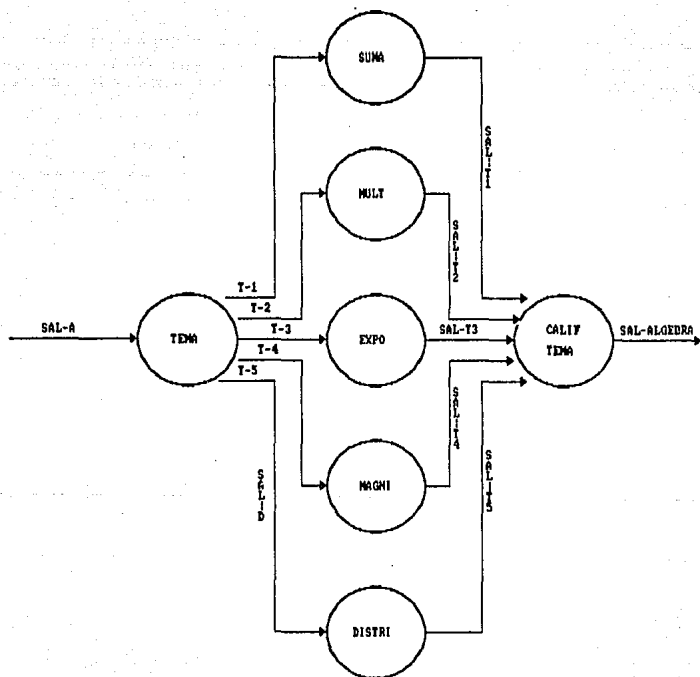 SUMA
SAL-T1
MULT
SAL-T2
T-1
T-2
SAL-A
TEMA
T-3
EXPO
SAL-T3
CALIF
TEMA
SAL-ALGEBRA
T-4
T-5
SAL-T4
SAL-T5
MAGNI
DISTRI